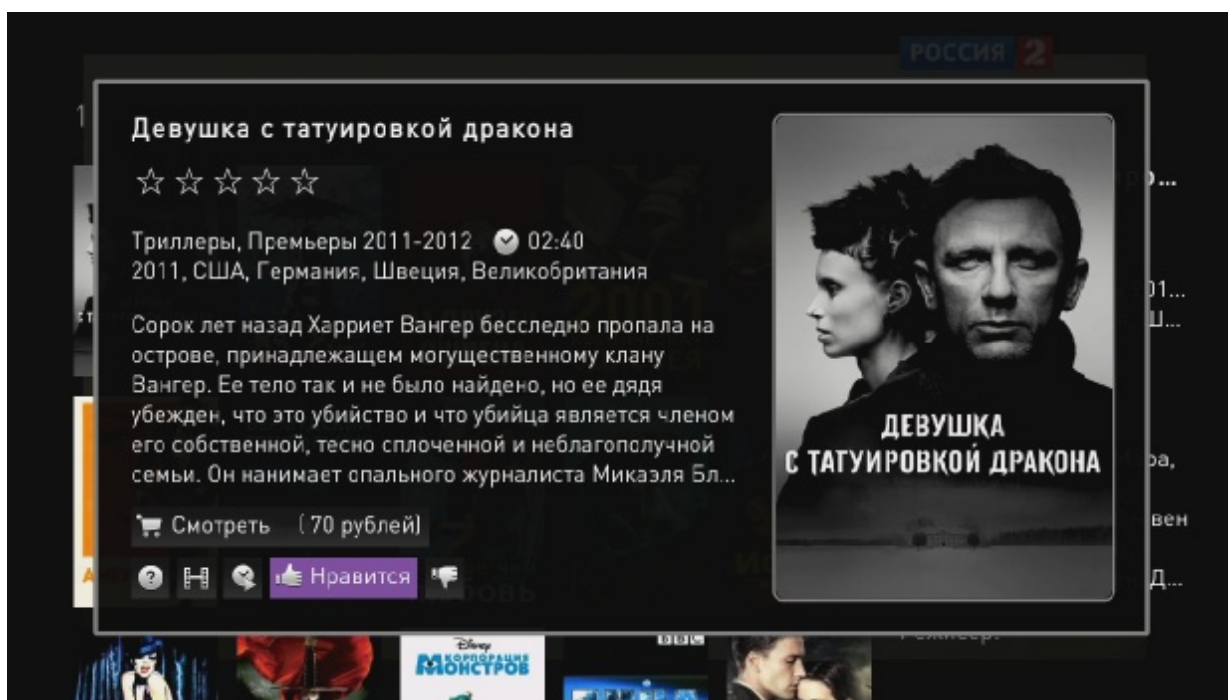 РОССИЯ 2
Девушка с татуировкой дракона
Триллеры, Премьеры 2011-2012 02:40
2011, США, Германия, Швеция, Великобритания
Сорок лет назад Харриет Вангер бесследно пропала на
острове, принадлежащем могущественному клану
Вангер. Ее тело так и не было найдено, но ее дядя
убежден, что это убийство и что убийца является членом
его собственной, тесно сплоченной и неблагополучной
семьи. Он нанимает опального журналиста Микаэля Бл...
Смотреть (70 рублей)
Нравится
ДЕВУШКА
С ТАТУИРОВКОЙ ДРАКОНА
Disney
КОРПОРАЦИЯ
МОНСТРОВ
BBC